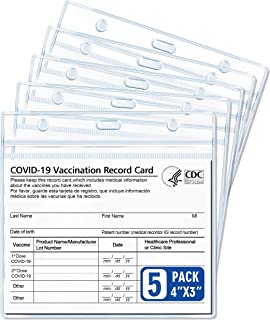 COVID-19 Vaccination Record Card
Please keep this record card, which includes medical information
about the vaccines you have received.
Por favor, guarde esta tarjeta de registro, que incluye información
médica sobre las vacunas que ha recibido.
CDC
Last Name First Name MI
Date of birth Patient number (medical record or IIS record number)
Vaccine Product Name/Manufacturer Date Healthcare Professional
Lot Number or Clinic Site
1st Dose
COVID-19
mm dd yy
2nd Dose
COVID-19
mm dd yy
Other
mm dd yy
Other
mm dd yy
5 PACK
4"X3"